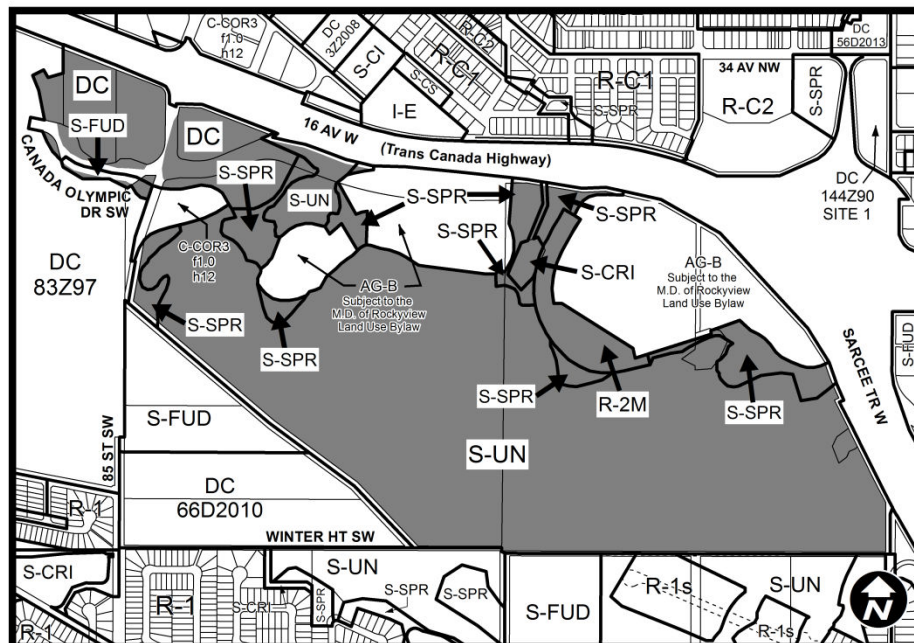 C-COR3
f1.0
h12
DC
3Z2008
S-CI
S-CS
R-C2
R-C1
R-C1
S-SPR
34 AV NW
R-C2
S-SPR
DC
56D2013
DC
144Z90
SITE 1
I-E
16 AV W
(Trans Canada Highway)
DC
S-FUD
DC
CANADA OLYMPIC
DR SW
S-SPR
S-UN
S-SPR
S-SPR
S-SPR
S-CRI
C-COR3
f1.0
h12
AG-B
Subject to the
M.D. of Rockyview
Land Use Bylaw
AG-B
Subject to the
M.D. of Rockyview
Land Use Bylaw
DC
83Z97
S-SPR
S-SPR
S-SPR
R-2M
S-SPR
SARCEE TR W
S-FUD
S-FUD
85 ST SW
S-UN
DC
66D2010
R-1
WINTER HT SW
S-CRI
R-1
R-1
S-CRI
S-SPR
S-UN
S-SPR
S-SPR
S-FUD
R-1s
R-1s
S-UN
N